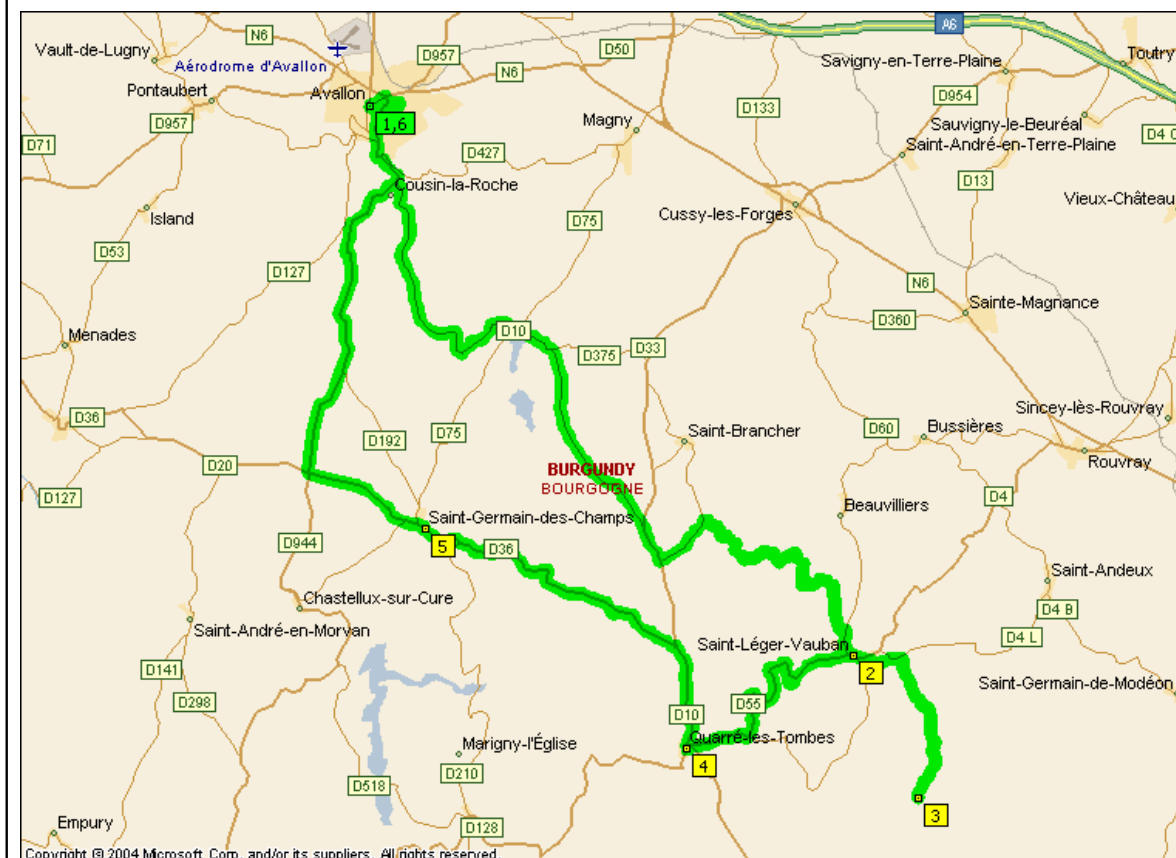 A6
N6
D957
D50
Vault-de-Lugny
Aérodrome d'Avallon
N6
Savigny-en-Terre-Plaine
Toutry
Pontaubert
Avallon
D133
D954
1,6
D957
Magny
Sauvigny-le-Beuréal
D4 C
D71
D427
Saint-André-en-Terre-Plaine
D13
Cousin-la-Roche
Vieux-Château
Island
D75
Cussy-les-Forges
D53
D127
N6
Sainte-Magnance
Menades
D10
D360
D375
D33
D36
Sincey-lès-Rouvray
D192
D75
Saint-Brancher
D60
Bussières
D20
BURGUNDY
BOURGOGNE
Rouvray
D127
D4
Beauvilliers
Saint-Germain-des-Champs
5
D36
D944
Saint-Andeux
Chastellux-sur-Cure
D4 B
Saint-André-en-Morvan
Saint-Léger-Vauban
D4 L
2
D141
Saint-Germain-de-Modéon
D298
D55
D10
Quarré-les-Tombes
Marigny-l'Église
4
D210
D518
3
Empury
D128
Copyright © 2004 Microsoft Corp. and/or its suppliers. All rights reserved.